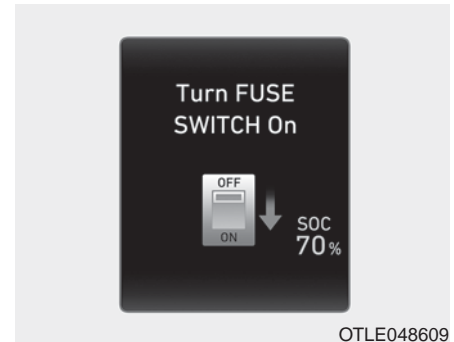 Turn FUSE
SWITCH On
OFF
ON
SOC
70%
OTLE048609